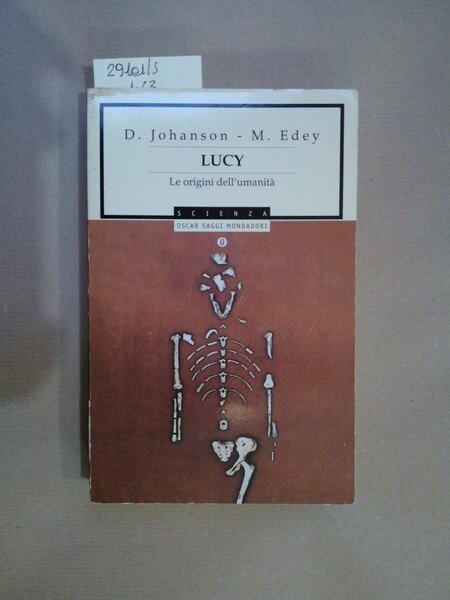 29101/S
D. Johanson - M. Edey
LUCY
Le origini dell'umanità
SCIENZA
OSCAR SAGGI MONDADORI